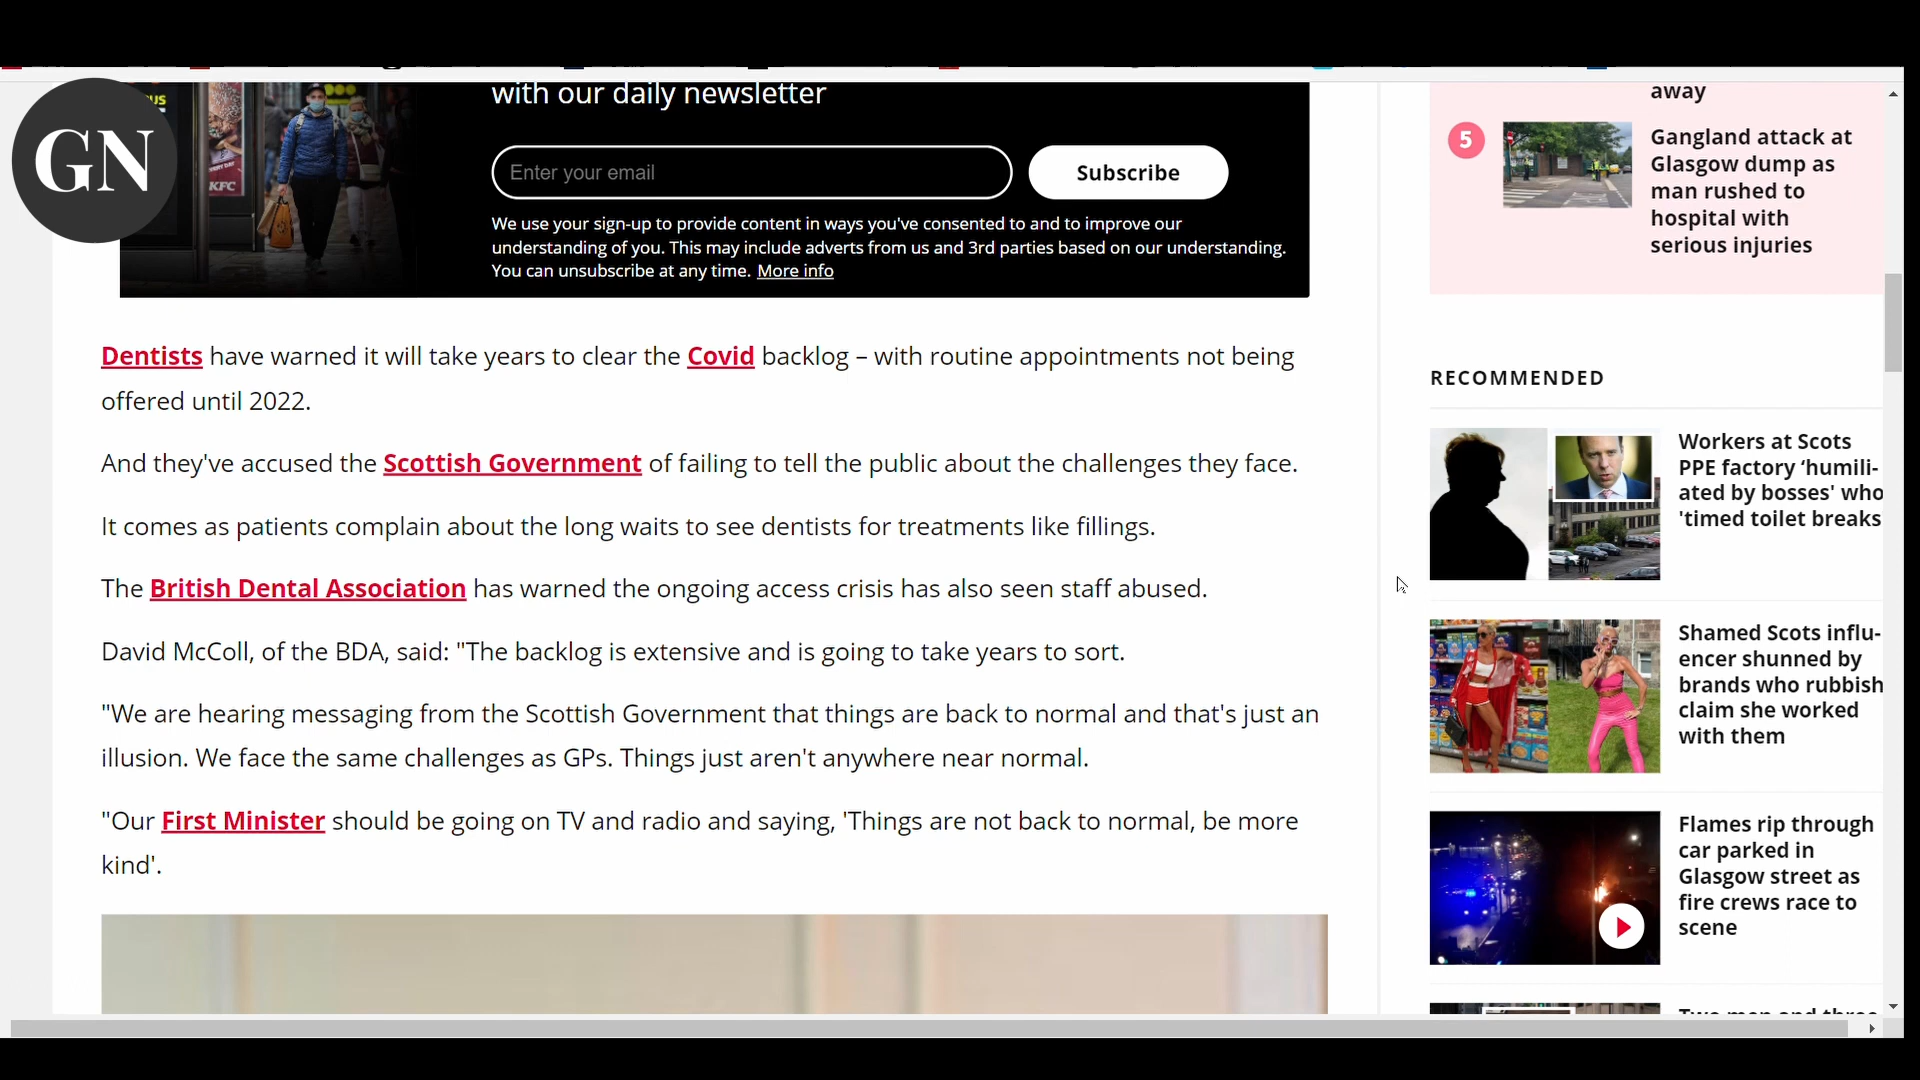 GN
US
KFC
with our daily newsletter
Enter your email
Subscribe
We use your sign-up to provide content in ways you've consented to and to improve our
understanding of you. This may include adverts from us and 3rd parties based on our understanding.
You can unsubscribe at any time. More info
Dentists have warned it will take years to clear the Covid backlog – with routine appointments not being
offered until 2022.
And they've accused the Scottish Government of failing to tell the public about the challenges they face.
It comes as patients complain about the long waits to see dentists for treatments like fillings.
The British Dental Association has warned the ongoing access crisis has also seen staff abused.
David McColl, of the BDA, said: "The backlog is extensive and is going to take years to sort.
"We are hearing messaging from the Scottish Government that things are back to normal and that's just an
illusion. We face the same challenges as GPs. Things just aren't anywhere near normal.
"Our First Minister should be going on TV and radio and saying, 'Things are not back to normal, be more
kind'.
away
5
Gangland attack at
Glasgow dump as
man rushed to
hospital with
serious injuries
RECOMMENDED
Workers at Scots
PPE factory ‘humili-
ated by bosses' who
'timed toilet breaks
Shamed Scots influ-
encer shunned by
brands who rubbish
claim she worked
with them
Flames rip through
car parked in
Glasgow street as
fire crews race to
scene